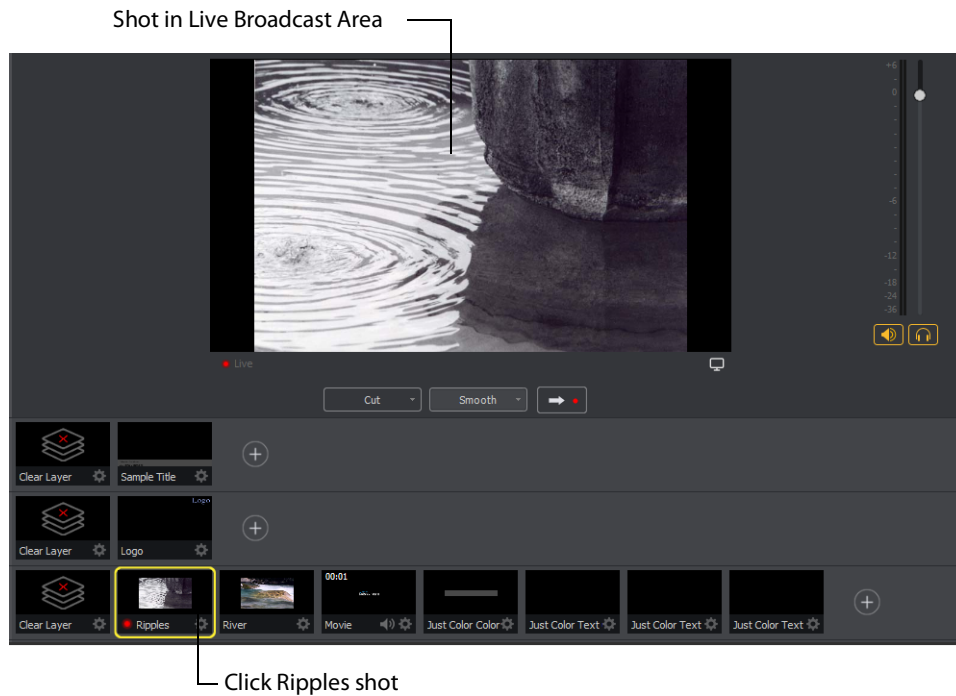 Shot in Live Broadcast Area
+6
0
-6
-12
-18
-24
-36
Live
Cut
Smooth
Clear Layer
Sample Title
Logo
Clear Layer
Logo
00:01
Clear Layer
Ripples
River
Movie
Just Color Color
Just Color Text
Just Color Text
Just Color Text
Click Ripples shot